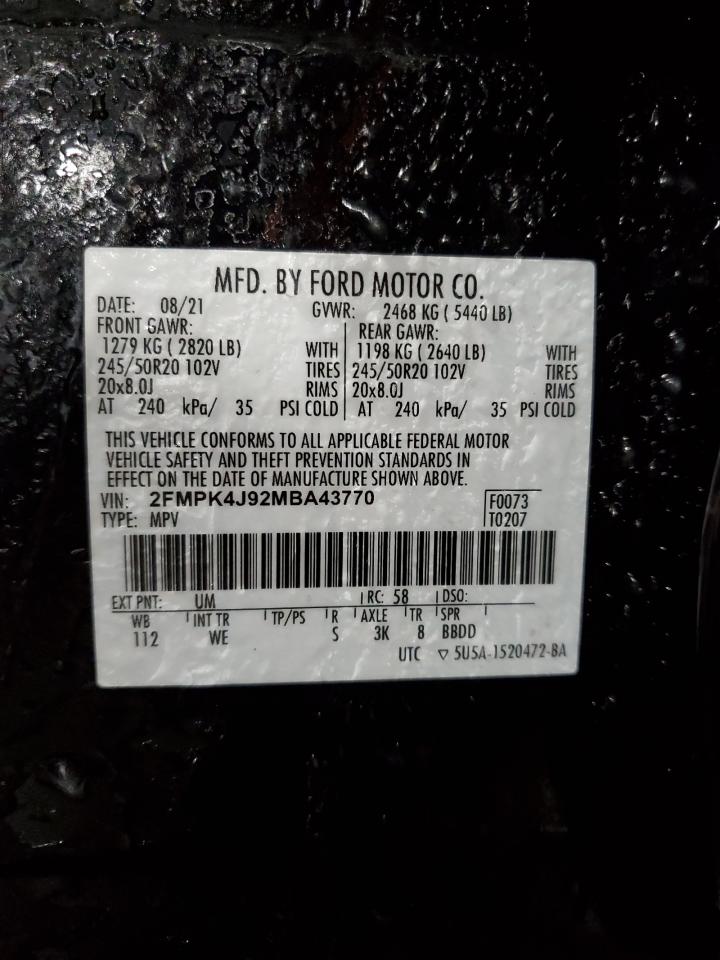 MFD. BY FORD MOTOR CO.
DATE: 08/21 GVWR: 2468 KG ( 5440 LB)
FRONT GAWR: REAR GAWR:
1279 KG ( 2820 LB) WITH 1198 KG ( 2640 LB) WITH
245/50R20 102V TIRES 245/50R20 102V TIRES
20x8.0J RIMS 20x8.0J RIMS
AT 240 kPa/ 35 PSI COLD AT 240 kPa/ 35 PSI COLD
THIS VEHICLE CONFORMS TO ALL APPLICABLE FEDERAL MOTOR
VEHICLE SAFETY AND THEFT PREVENTION STANDARDS IN
EFFECT ON THE DATE OF MANUFACTURE SHOWN ABOVE.
VIN: 2FMPK4J92MBA43770 F0073
TYPE: MPV T0207
EXT PNT: UM RC: 58 DSO:
WB INT TR TP/PS R AXLE TR SPR
112 WE S 3K 8 BBDD
UTC ▽ 5U5A-1520472-BA